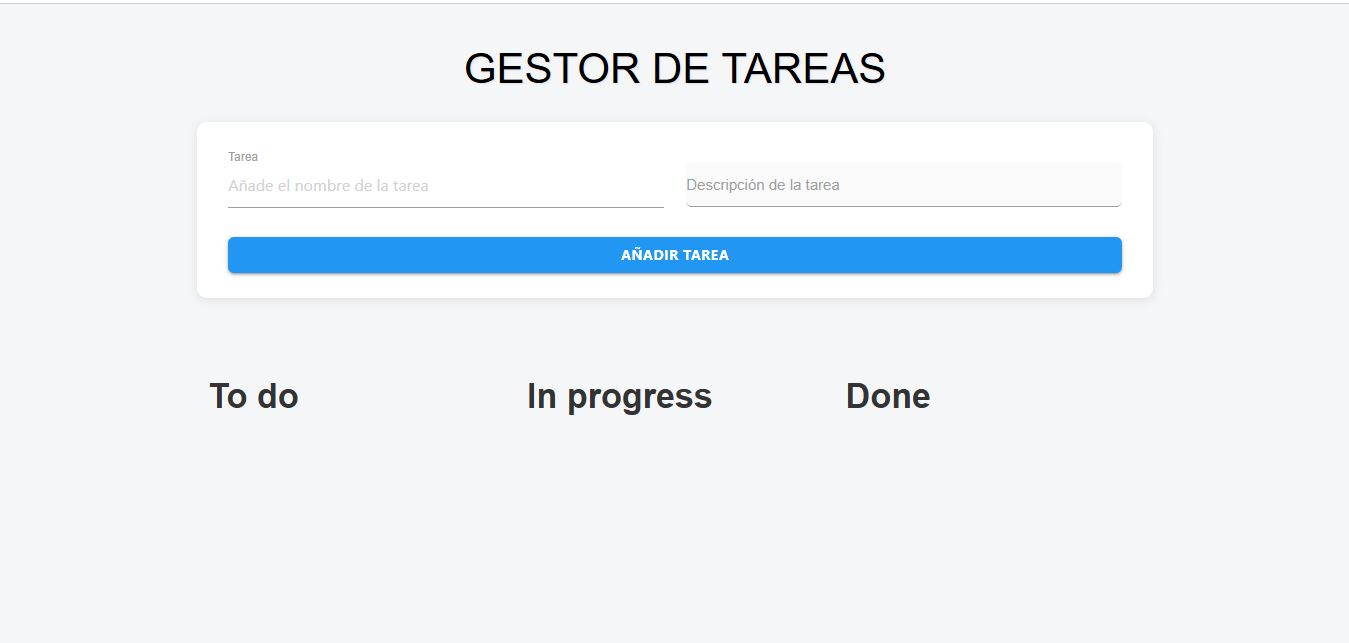 GESTOR DE TAREAS
Tarea
Añade el nombre de la tarea
Descripción de la tarea
AÑADIR TAREA
To do
In progress
Done